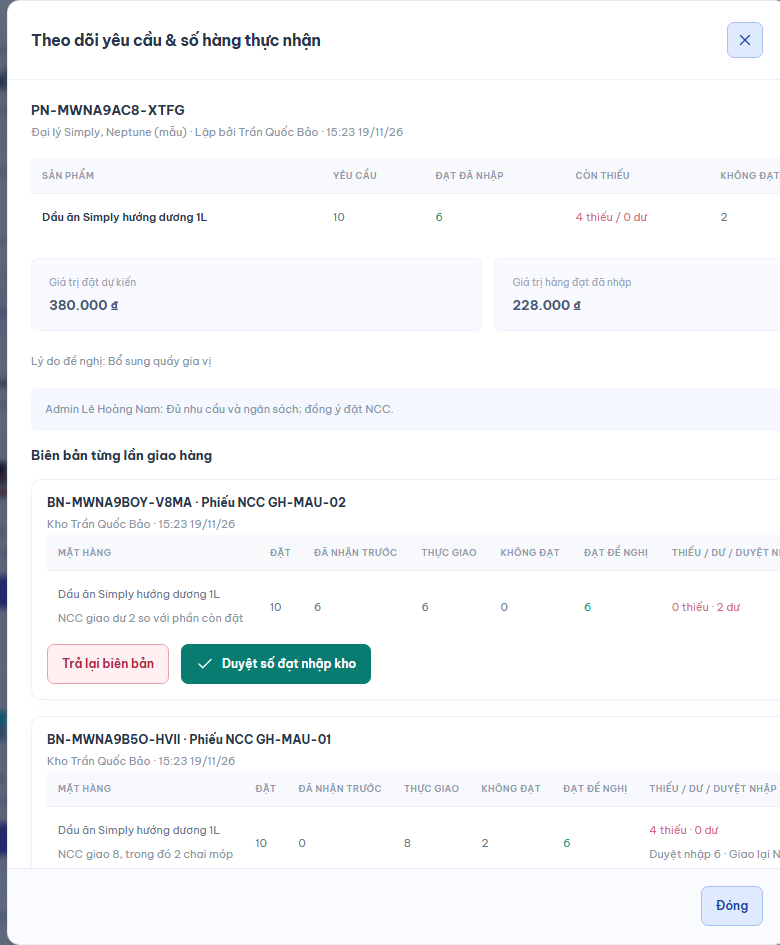 Theo dõi yêu cầu & số hàng thực nhận
PN-MWNA9AC8-XTFG
Đại lý Simply, Neptune (mẫu) · Lập bởi Trần Quốc Bảo · 15:23 19/11/26
SẢN PHẨM YÊU CẦU ĐẠT ĐÃ NHẬP CÒN THIẾU KHÔNG ĐẠT
Dầu ăn Simply hướng dương 1L 10 6 4 thiếu / 0 dư 2
Giá trị đặt dự kiến Giá trị hàng đạt đã nhập
380.000 ₫ 228.000 ₫
Lý do đề nghị: Bổ sung quầy gia vị
Admin Lê Hoàng Nam: Đủ nhu cầu và ngân sách; đồng ý đặt NCC.
Biên bản từng lần giao hàng
BN-MWNA9BOY-V8MA · Phiếu NCC GH-MAU-02
Kho Trần Quốc Bảo · 15:23 19/11/26
MẶT HÀNG ĐẶT ĐÃ NHẬN TRƯỚC THỰC GIAO KHÔNG ĐẠT ĐẠT ĐỀ NGHỊ THIẾU / DƯ / DUYỆT
Dầu ăn Simply hướng dương 1L
NCC giao dư 2 so với phần còn đặt
10 6 6 0 6 0 thiếu · 2 dư
Trả lại biên bản Duyệt số đạt nhập kho
BN-MWNA9B5O-HVII · Phiếu NCC GH-MAU-01
Kho Trần Quốc Bảo · 15:23 19/11/26
MẶT HÀNG ĐẶT ĐÃ NHẬN TRƯỚC THỰC GIAO KHÔNG ĐẠT ĐẠT ĐỀ NGHỊ THIẾU / DƯ / DUYỆT NHẬP
Dầu ăn Simply hướng dương 1L
NCC giao 8, trong đó 2 chai móp
10 0 8 2 6
4 thiếu · 0 dư
Duyệt nhập 6 · Giao lại
Đóng